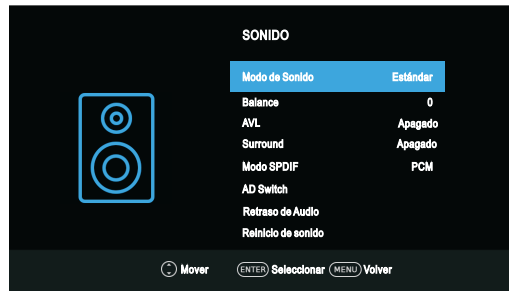 SONIDO
Modo de Sonido Estándar
Balance 0
AVL Apagado
Surround Apagado
Modo SPDIF PCM
AD Switch
Retraso de Audio
Reinicio de sonido
Mover ENTER Seleccionar MENU Volver